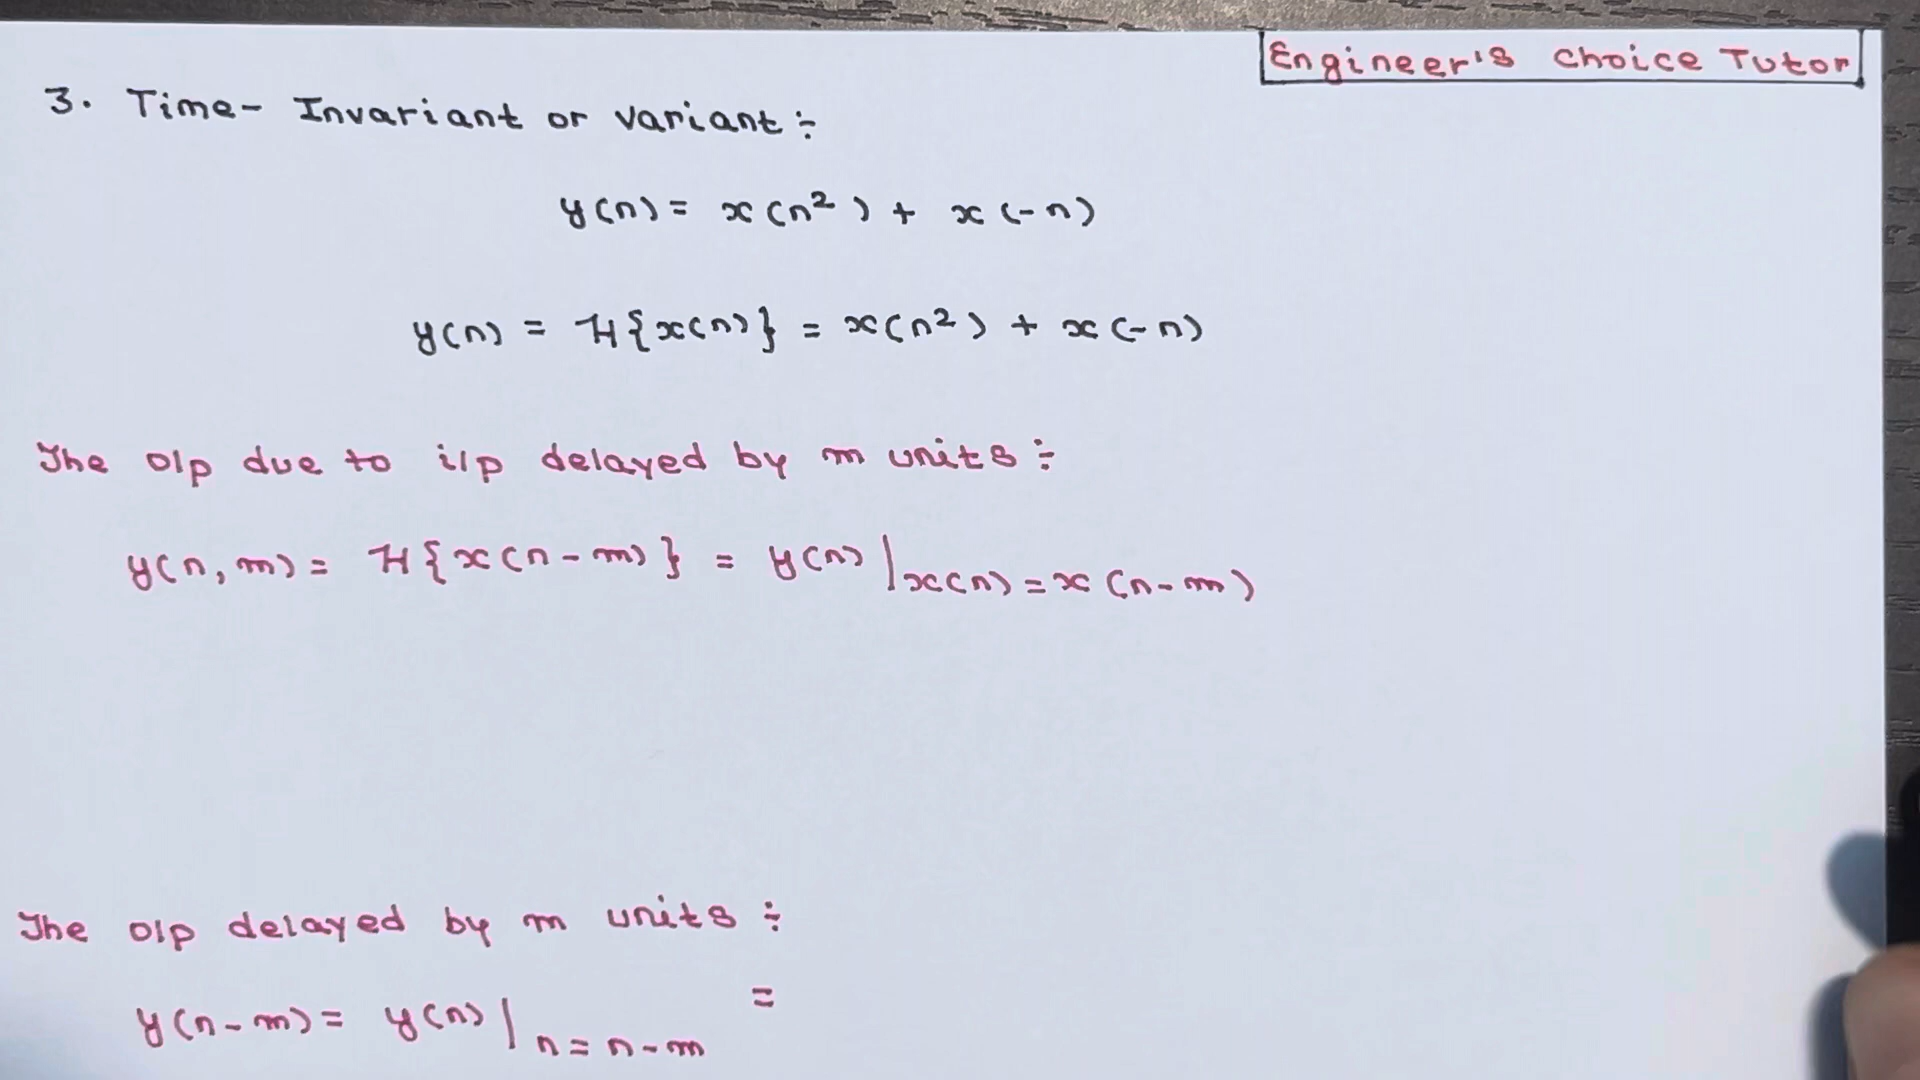 Engineer's Choice Tutor
3. Time- Invariant or variant :-
y(n) = x(n²) + x(-n)
y(n) = H{x(n)} = x(n²) + x(-n)
The o/p due to i/p delayed by m units :-
y(n,m) = H{x(n-m)} = y(n)|x(n)=x(n-m)
The o/p delayed by m units :-
y(n-m) = y(n)|n=n-m =